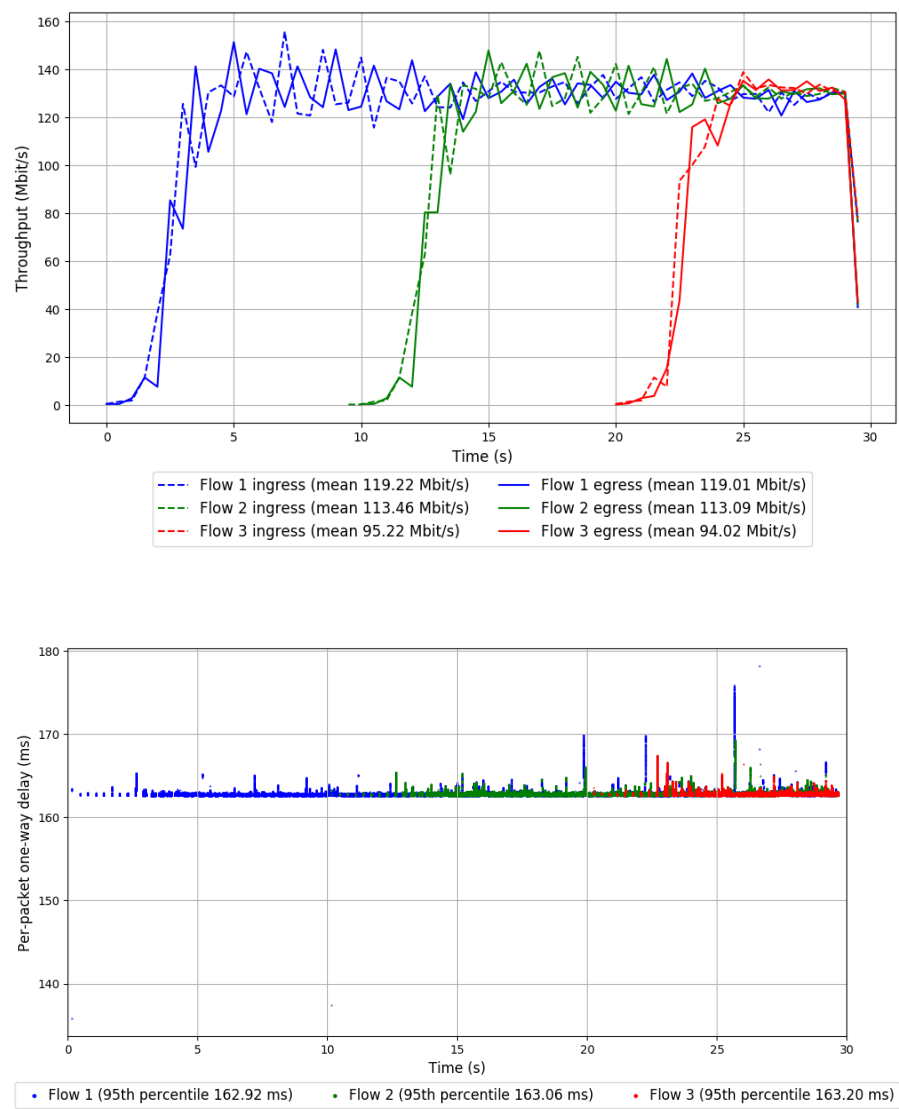 160
140
120
100
80
60
40
20
0
Throughput (Mbit/s)
0 5 10 15 20 25 30
Time (s)
Flow 1 ingress (mean 119.22 Mbit/s) Flow 1 egress (mean 119.01 Mbit/s)
Flow 2 ingress (mean 113.46 Mbit/s) Flow 2 egress (mean 113.09 Mbit/s)
Flow 3 ingress (mean 95.22 Mbit/s) Flow 3 egress (mean 94.02 Mbit/s)
180
170
160
150
140
Per-packet one-way delay (ms)
0 5 10 15 20 25 30
Time (s)
Flow 1 (95th percentile 162.92 ms) Flow 2 (95th percentile 163.06 ms) Flow 3 (95th percentile 163.20 ms)